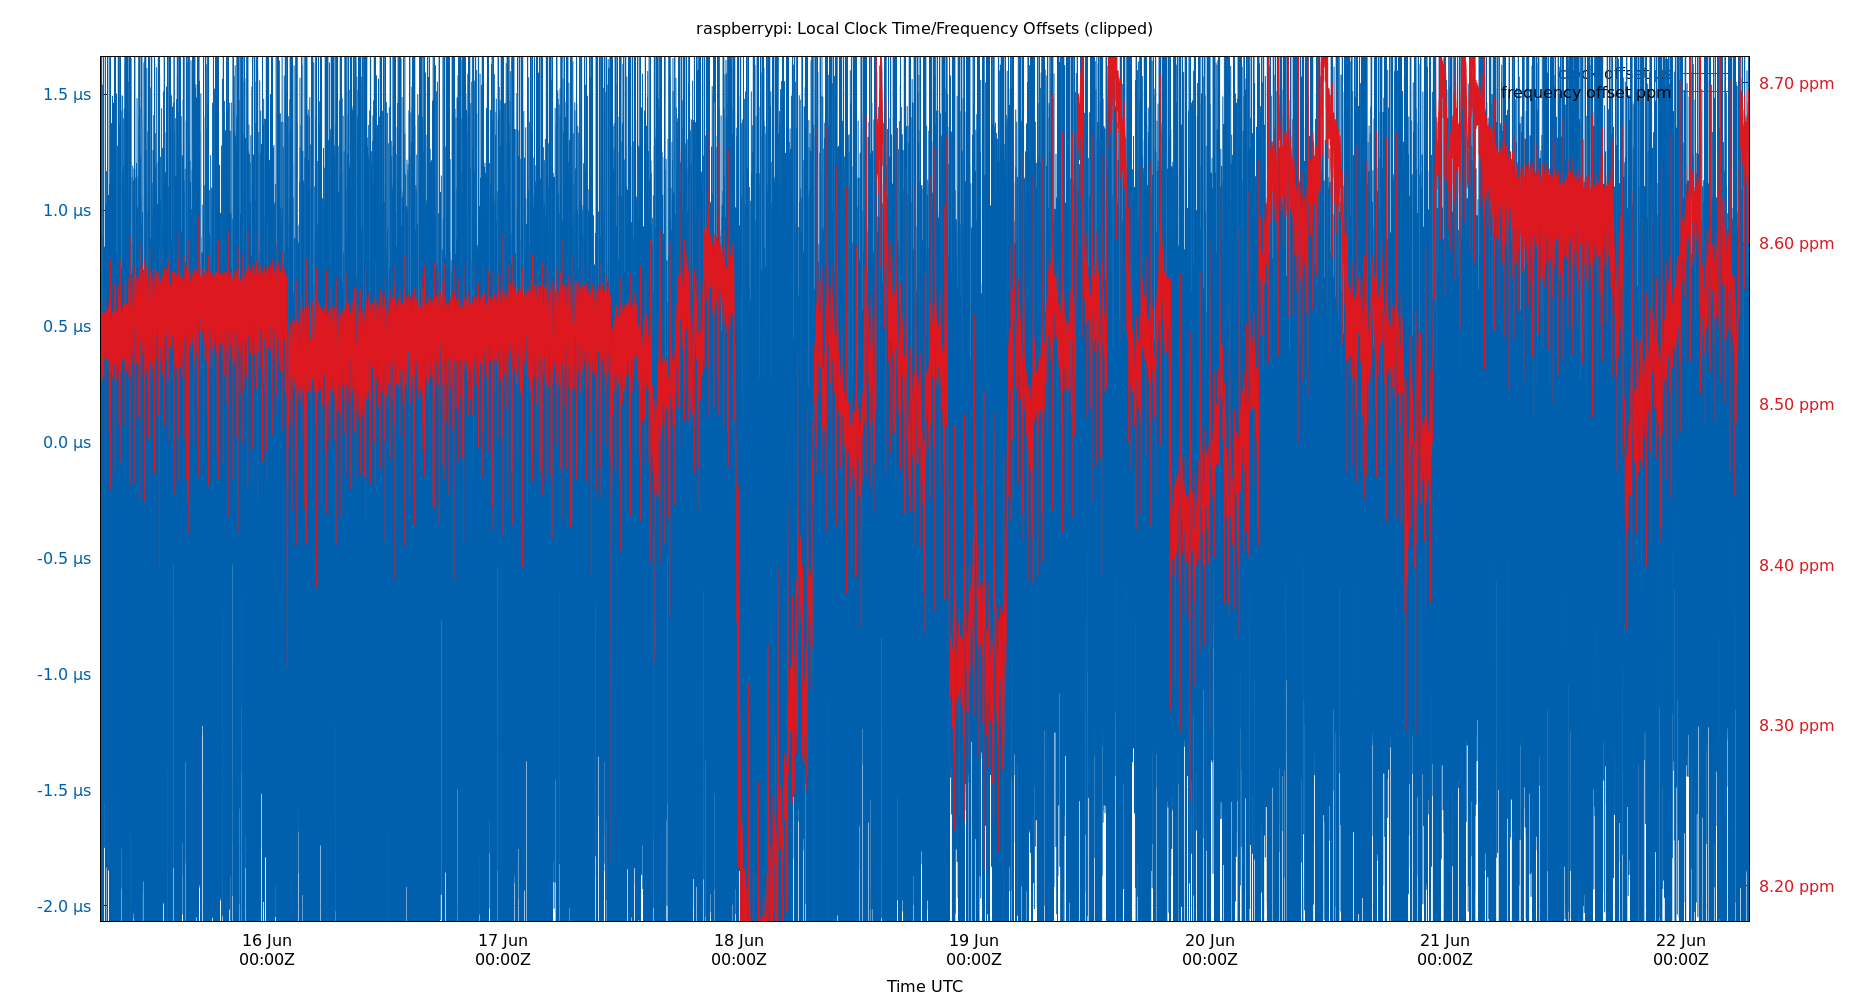 raspberrypi: Local Clock Time/Frequency Offsets (clipped)
clock offset µs
frequency offset ppm
1.5 µs
1.0 µs
0.5 µs
0.0 µs
-0.5 µs
-1.0 µs
-1.5 µs
-2.0 µs
8.70 ppm
8.60 ppm
8.50 ppm
8.40 ppm
8.30 ppm
8.20 ppm
16 Jun
00:00Z
17 Jun
00:00Z
18 Jun
00:00Z
19 Jun
00:00Z
20 Jun
00:00Z
21 Jun
00:00Z
22 Jun
00:00Z
Time UTC